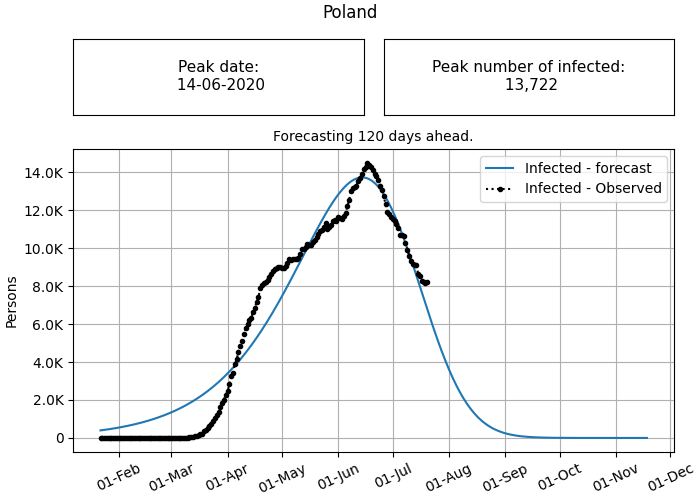 Poland
Peak date:
14-06-2020
Peak number of infected:
13,722
Forecasting 120 days ahead.
Infected - forecast
Infected - Observed
Persons
14.0K
12.0K
10.0K
8.0K
6.0K
4.0K
2.0K
0
01-Feb
01-Mar
01-Apr
01-May
01-Jun
01-Jul
01-Aug
01-Sep
01-Oct
01-Nov
01-Dec